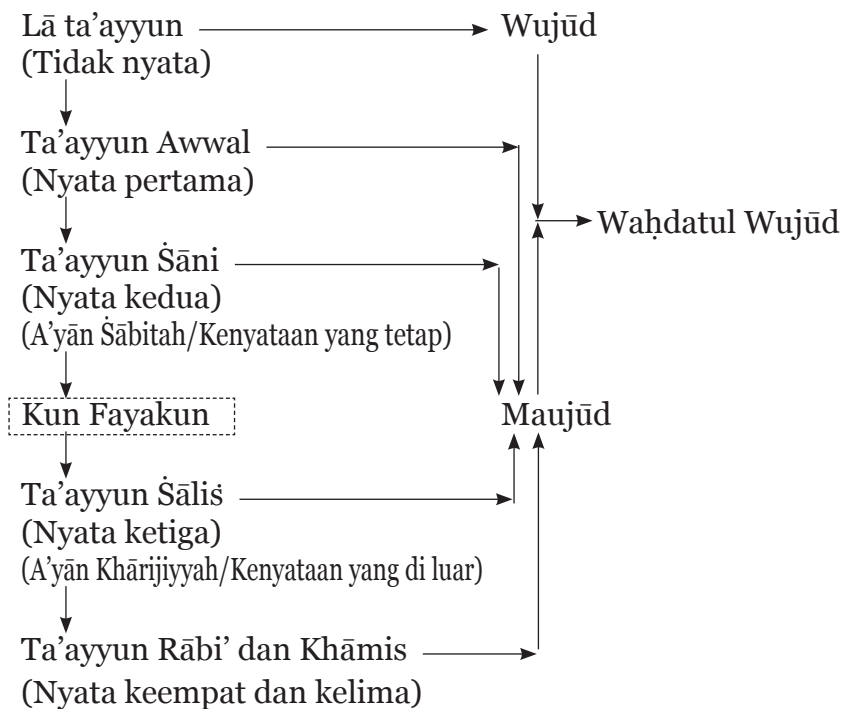 Lā ta’ayyun
Wujūd
(Tidak nyata)
Ta’ayyun Awwal
(Nyata pertama)
Waḥdatul Wujūd
Ta’ayyun Ṡāni
(Nyata kedua)
(A’yān Ṡābitah/Kenyataan yang tetap)
Kun Fayakun
Maujūd
Ta’ayyun Ṡāliṡ
(Nyata ketiga)
(A’yān Khārijiyyah/Kenyataan yang di luar)
Ta’ayyun Rābi’ dan Khāmis
(Nyata keempat dan kelima)